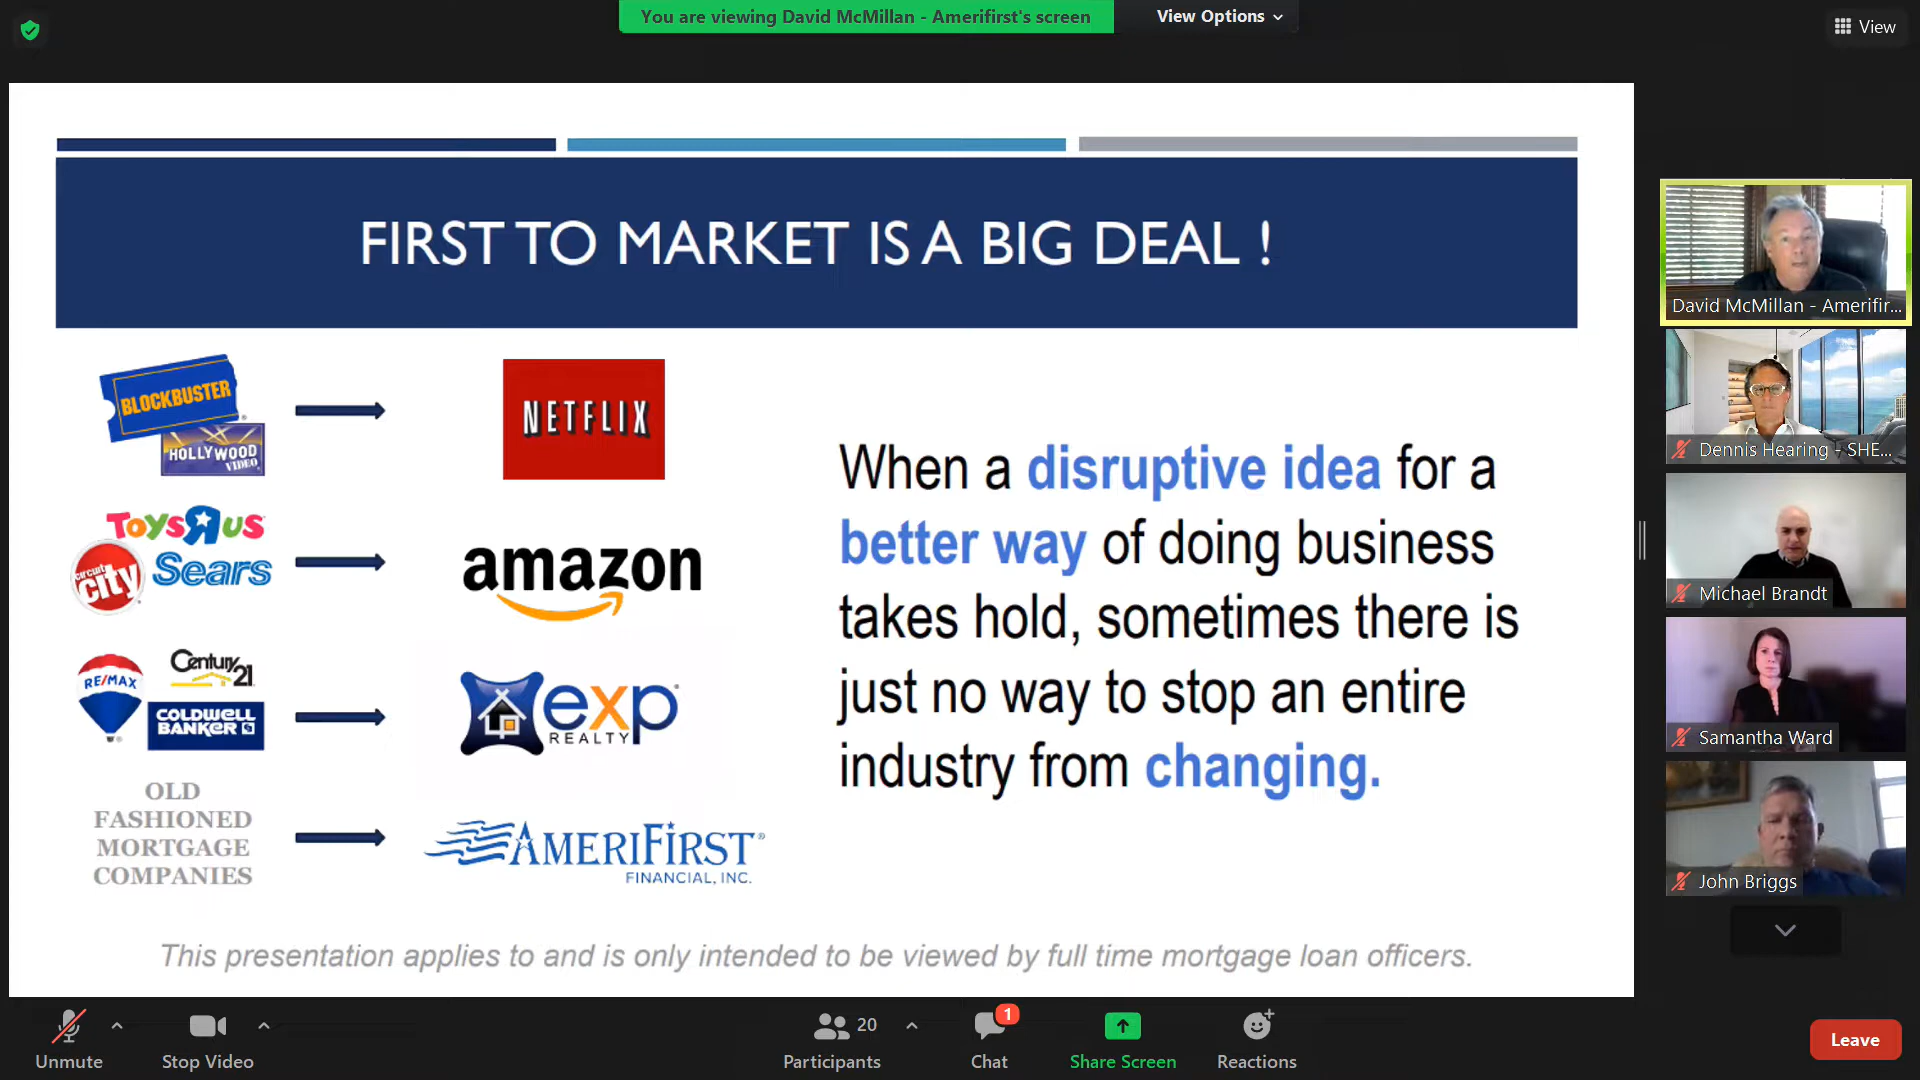 You are viewing David McMillan - Amerifirst's screen
View Options
View
FIRST TO MARKET IS A BIG DEAL !
BLOCKBUSTER
HOLLYWOOD
VIDEO
NETFLIX
TOYS R US
circuit
city
Sears
amazon
RE/MAX
Century 21
COLDWELL
BANKER
exp
REALTY
OLD
FASHIONED
MORTGAGE
COMPANIES
AMERIFIRST®
FINANCIAL, INC.
When a disruptive idea for a
better way of doing business
takes hold, sometimes there is
just no way to stop an entire
industry from changing.
This presentation applies to and is only intended to be viewed by full time mortgage loan officers.
David McMillan - Amerifir...
Dennis Hearing - SHE...
Michael Brandt
Samantha Ward
John Briggs
Unmute
Stop Video
20
Participants
1
Chat
Share Screen
Reactions
Leave